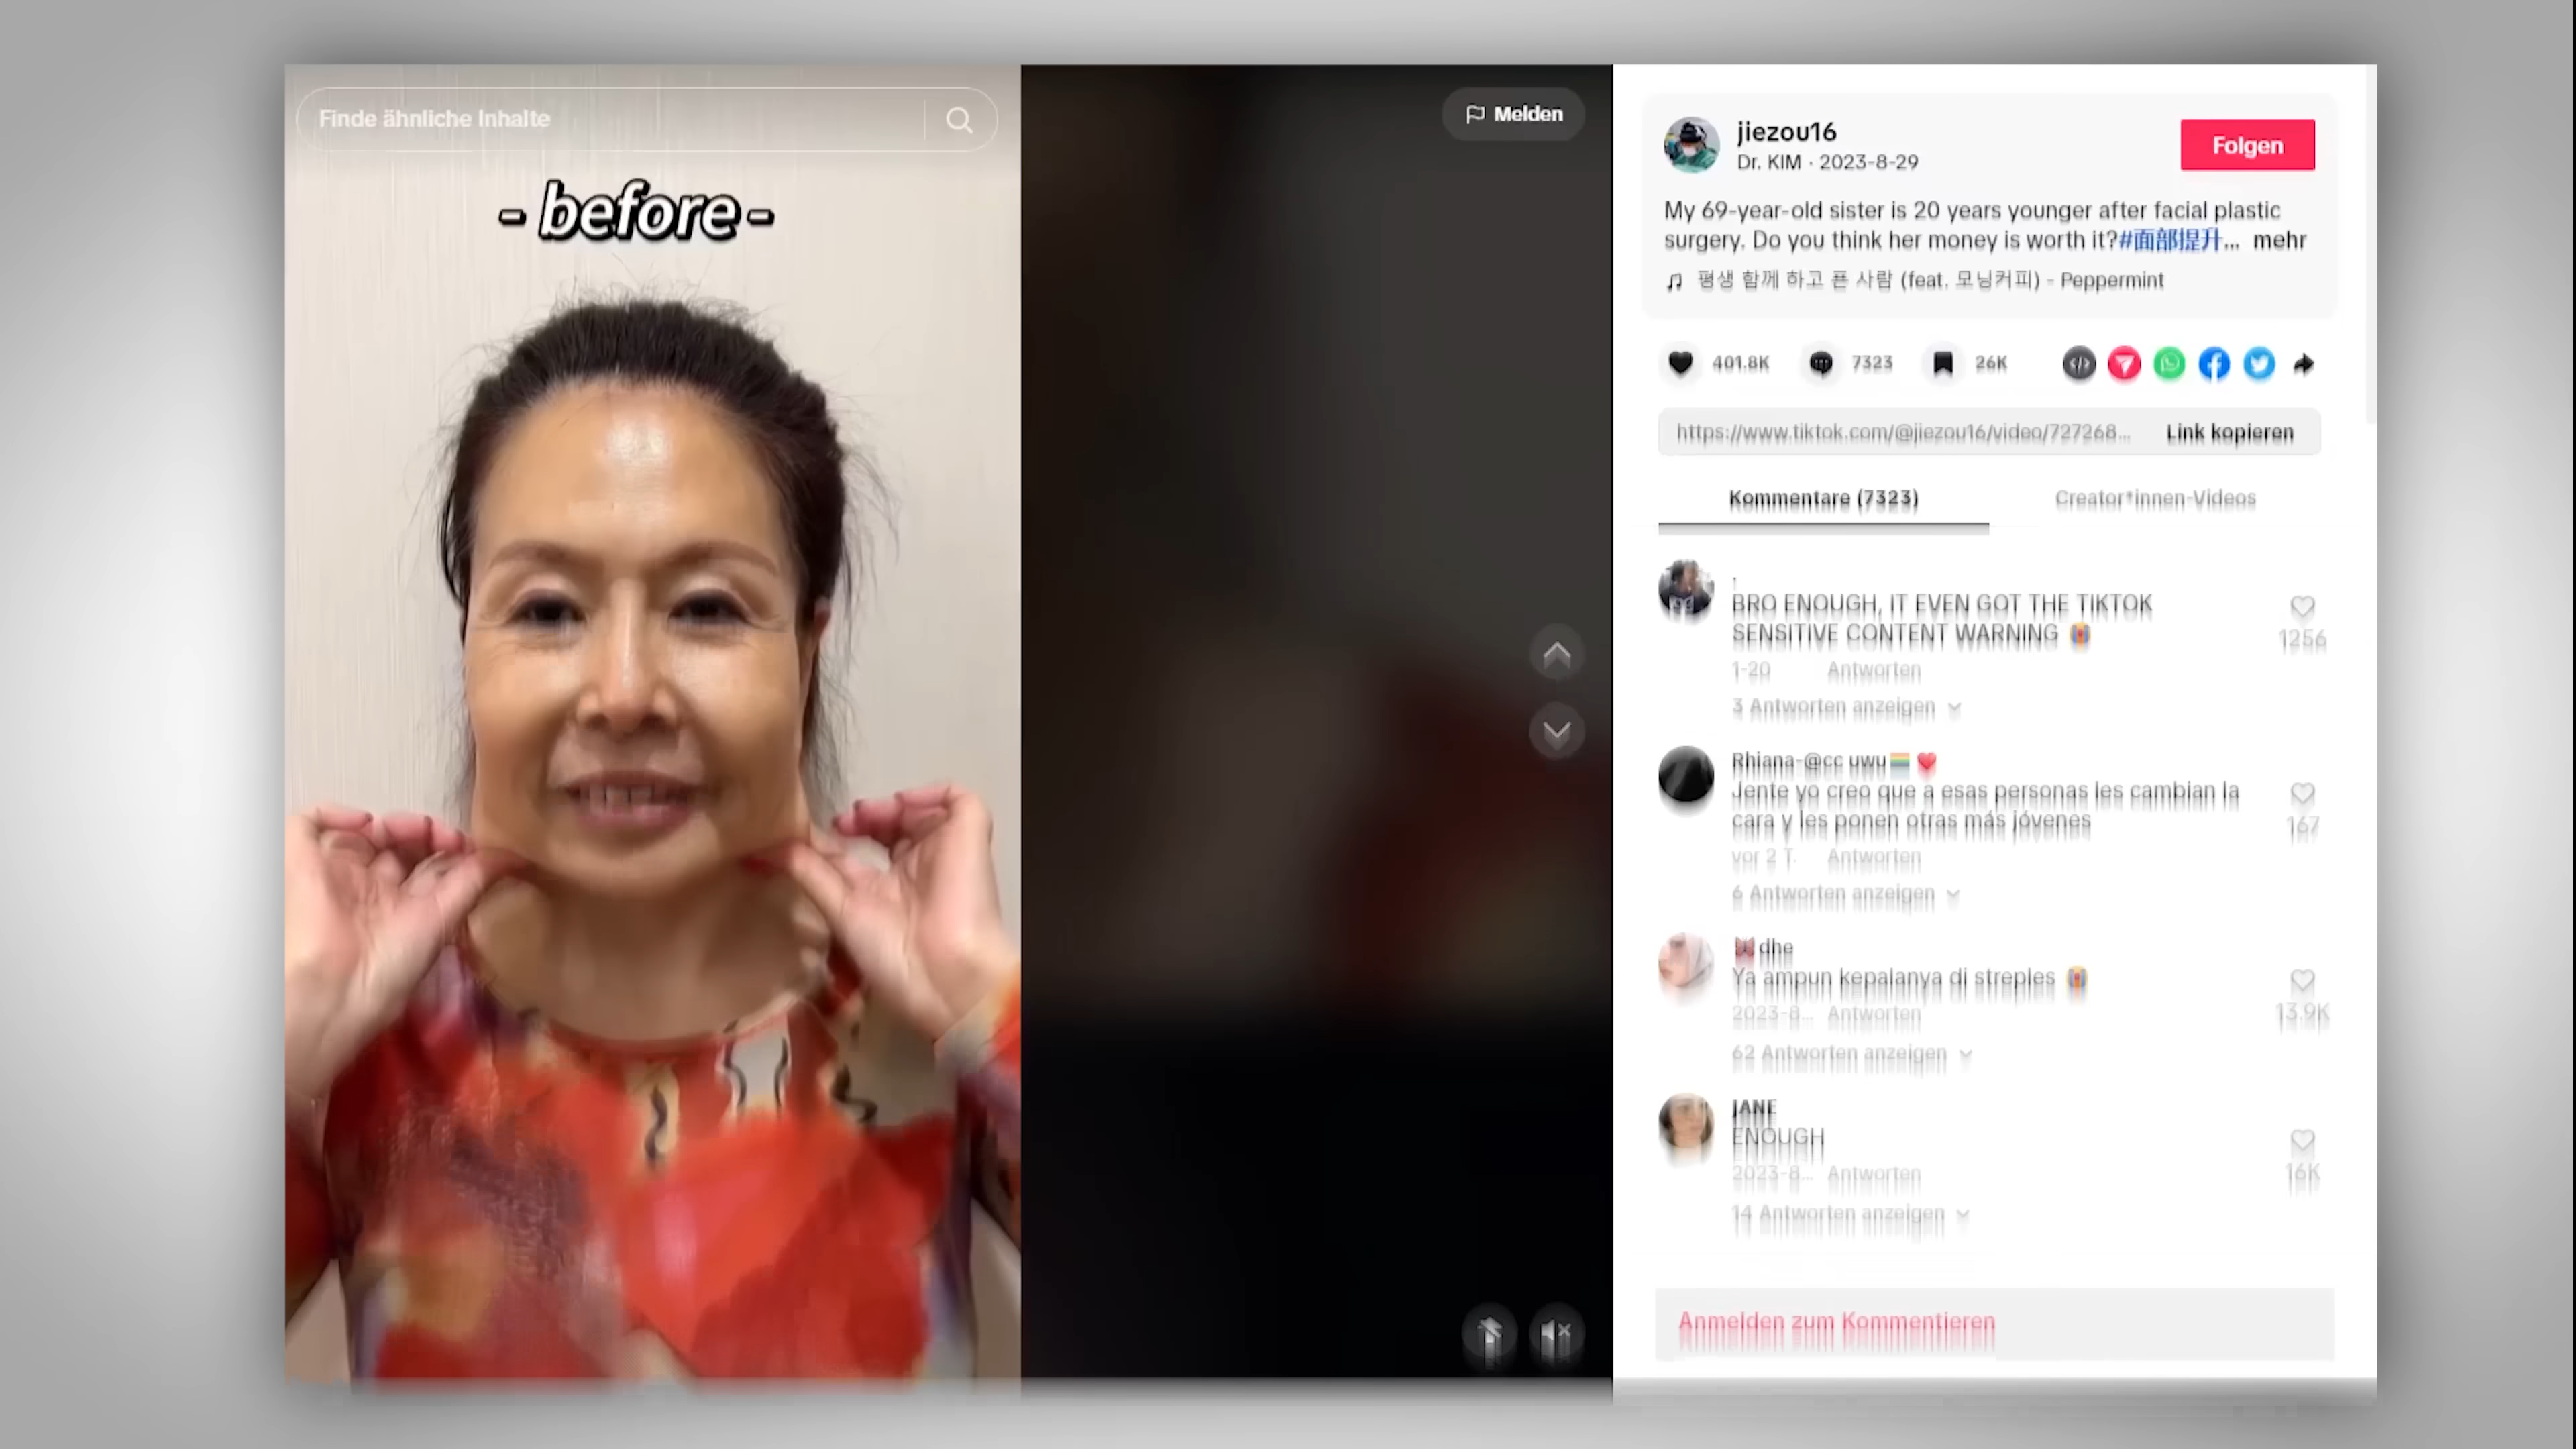 Finde ähnliche Inhalte
- before -
Melden
jiezou16
Dr. KIM · 2023-8-29
Folgen
My 69-year-old sister is 20 years younger after facial plastic
surgery. Do you think her money is worth it?#面部提升... mehr
평생 함께 하고 픈 사람 (feat. 모닝커피) - Peppermint
401.8K
7323
26K
https://www.tiktok.com/@jiezou16/video/727268...
Link kopieren
Kommentare (7323)
Creator*innen-Videos
BRO ENOUGH, IT EVEN GOT THE TIKTOK
SENSITIVE CONTENT WARNING
1256
1-20 Antworten
3 Antworten anzeigen
Rhiana-@cc uwu
Jente yo creo que a esas personas les cambian la
cara y les ponen otras más jóvenes
167
vor 2 T. Antworten
6 Antworten anzeigen
dhe
Ya ampun kepalanya di streples
13.9K
2023-8... Antworten
62 Antworten anzeigen
JANE
ENOUGH
16K
2023-8... Antworten
14 Antworten anzeigen
Anmelden zum Kommentieren